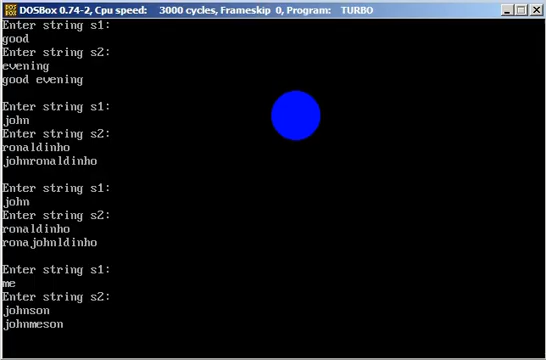 DOSBox 0.74-2, Cpu speed: 3000 cycles, Frameskip 0, Program: TURBO
Enter string s1:
good
Enter string s2:
evening
good evening
Enter string s1:
john
Enter string s2:
ronaldinho
johnronaldinho
Enter string s1:
john
Enter string s2:
ronaldinho
ronajohnldinho
Enter string s1:
me
Enter string s2:
johnson
johnmeson